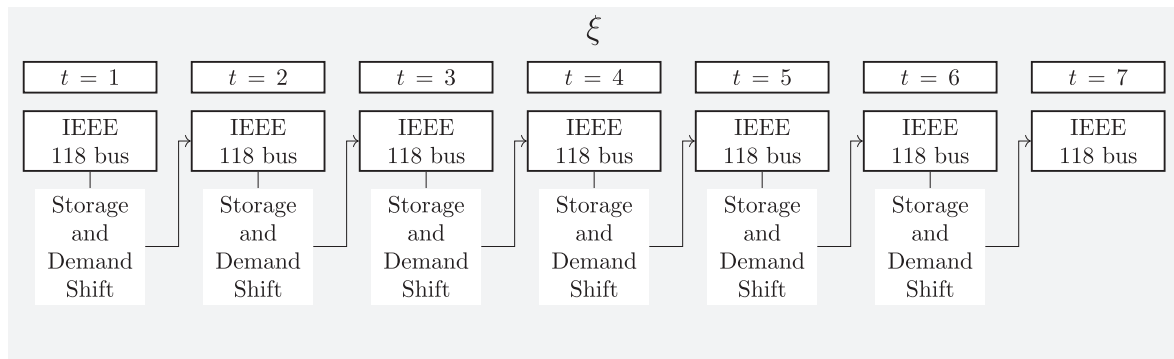 ξ
t = 1
t = 2
t = 3
t = 4
t = 5
t = 6
t = 7
IEEE
118 bus
IEEE
118 bus
IEEE
118 bus
IEEE
118 bus
IEEE
118 bus
IEEE
118 bus
IEEE
118 bus
Storage
and
Demand
Shift
Storage
and
Demand
Shift
Storage
and
Demand
Shift
Storage
and
Demand
Shift
Storage
and
Demand
Shift
Storage
and
Demand
Shift